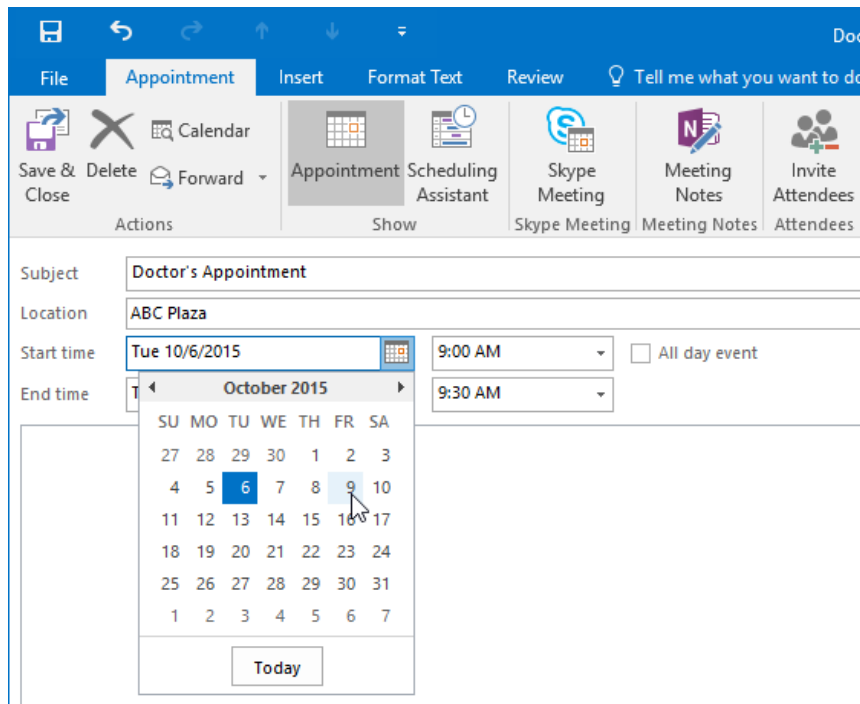 Doc
File Appointment Insert Format Text Review Tell me what you want to do
Save & Close Delete Calendar Forward Appointment Scheduling Assistant Skype Meeting Meeting Notes Invite Attendees
Actions Show Skype Meeting Meeting Notes Attendees
Subject Doctor's Appointment
Location ABC Plaza
Start time Tue 10/6/2015 9:00 AM All day event
End time T 9:30 AM
October 2015
SU MO TU WE TH FR SA
27 28 29 30 1 2 3
4 5 6 7 8 9 10
11 12 13 14 15 16 17
18 19 20 21 22 23 24
25 26 27 28 29 30 31
1 2 3 4 5 6 7
Today